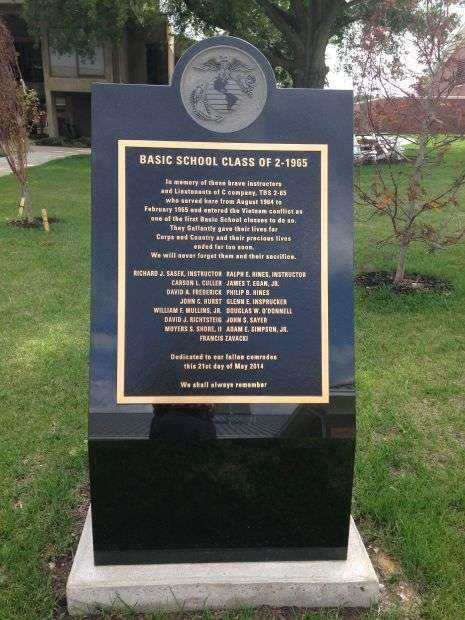 BASIC SCHOOL CLASS OF 2-1965
In memory of these brave instructors
and Lieutenants of C company, TBS 2-65
who served here from August 1964 to
February 1965 and entered the Vietnam conflict as
one of the first Basic School classes to do so.
They Gallantly gave their lives for
Corps and Country and their precious lives
ended far too soon.
We will never forget them and their sacrifice.
RICHARD J. SASEK, INSTRUCTOR RALPH E. HINES, INSTRUCTOR
CARSON L. CULLER JAMES T. EGAN, JR.
DAVID A. FREDERICK PHILIP B. HINES
JOHN C. HURST GLENN E. INSPRUCKER
WILLIAM F. MULLINS, JR. DOUGLAS W. O'DONNELL
DAVID J. RICHTSTEIG JOHN S. SAYER
MOYERS S. SHORE, II ADAM E. SIMPSON, JR.
FRANCIS ZAVACKI
Dedicated to our fallen comrades
this 21st day of May 2014
We shall always remember